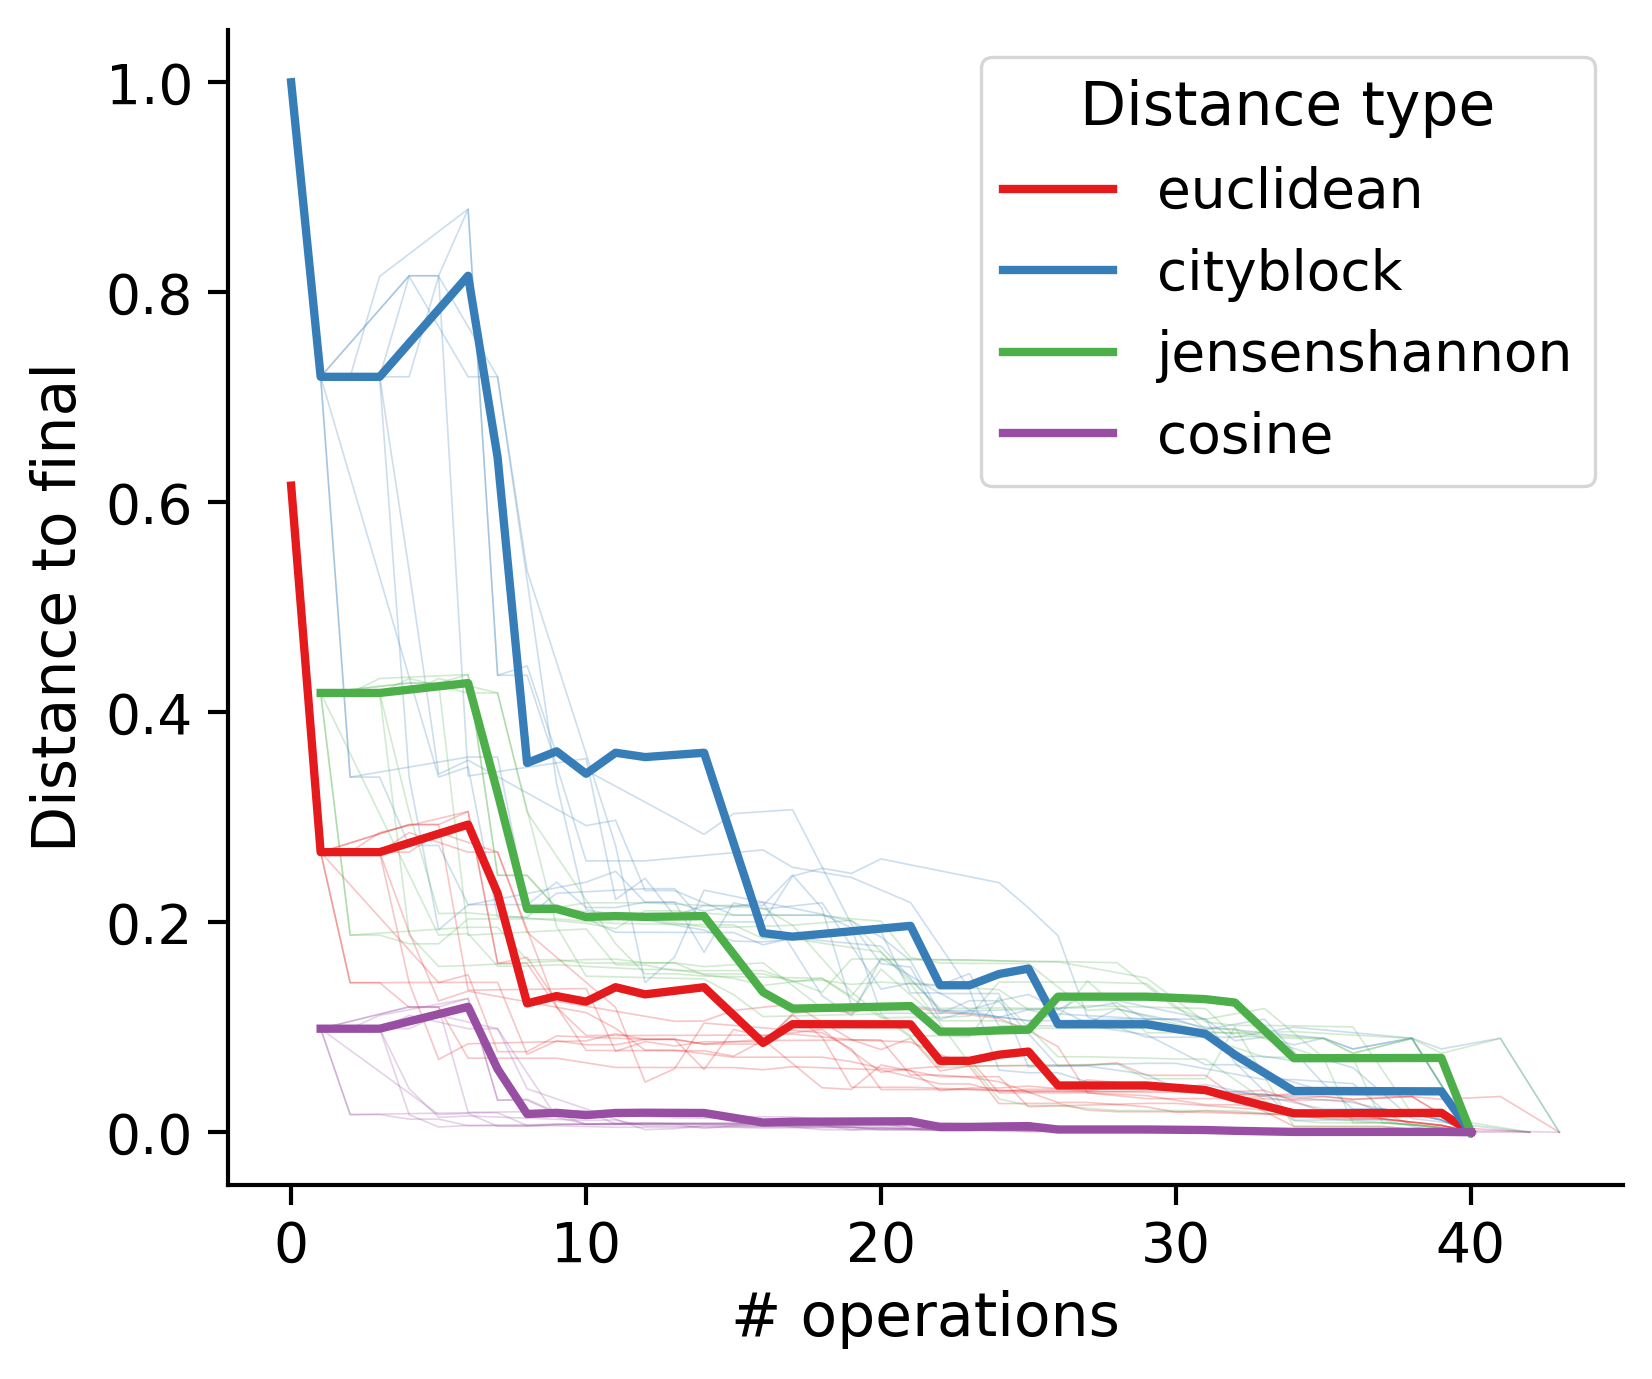 1.0
0.8
0.6
0.4
0.2
0.0
Distance to final
Distance type
euclidean
cityblock
jensenshannon
cosine
0 10 20 30 40
# operations